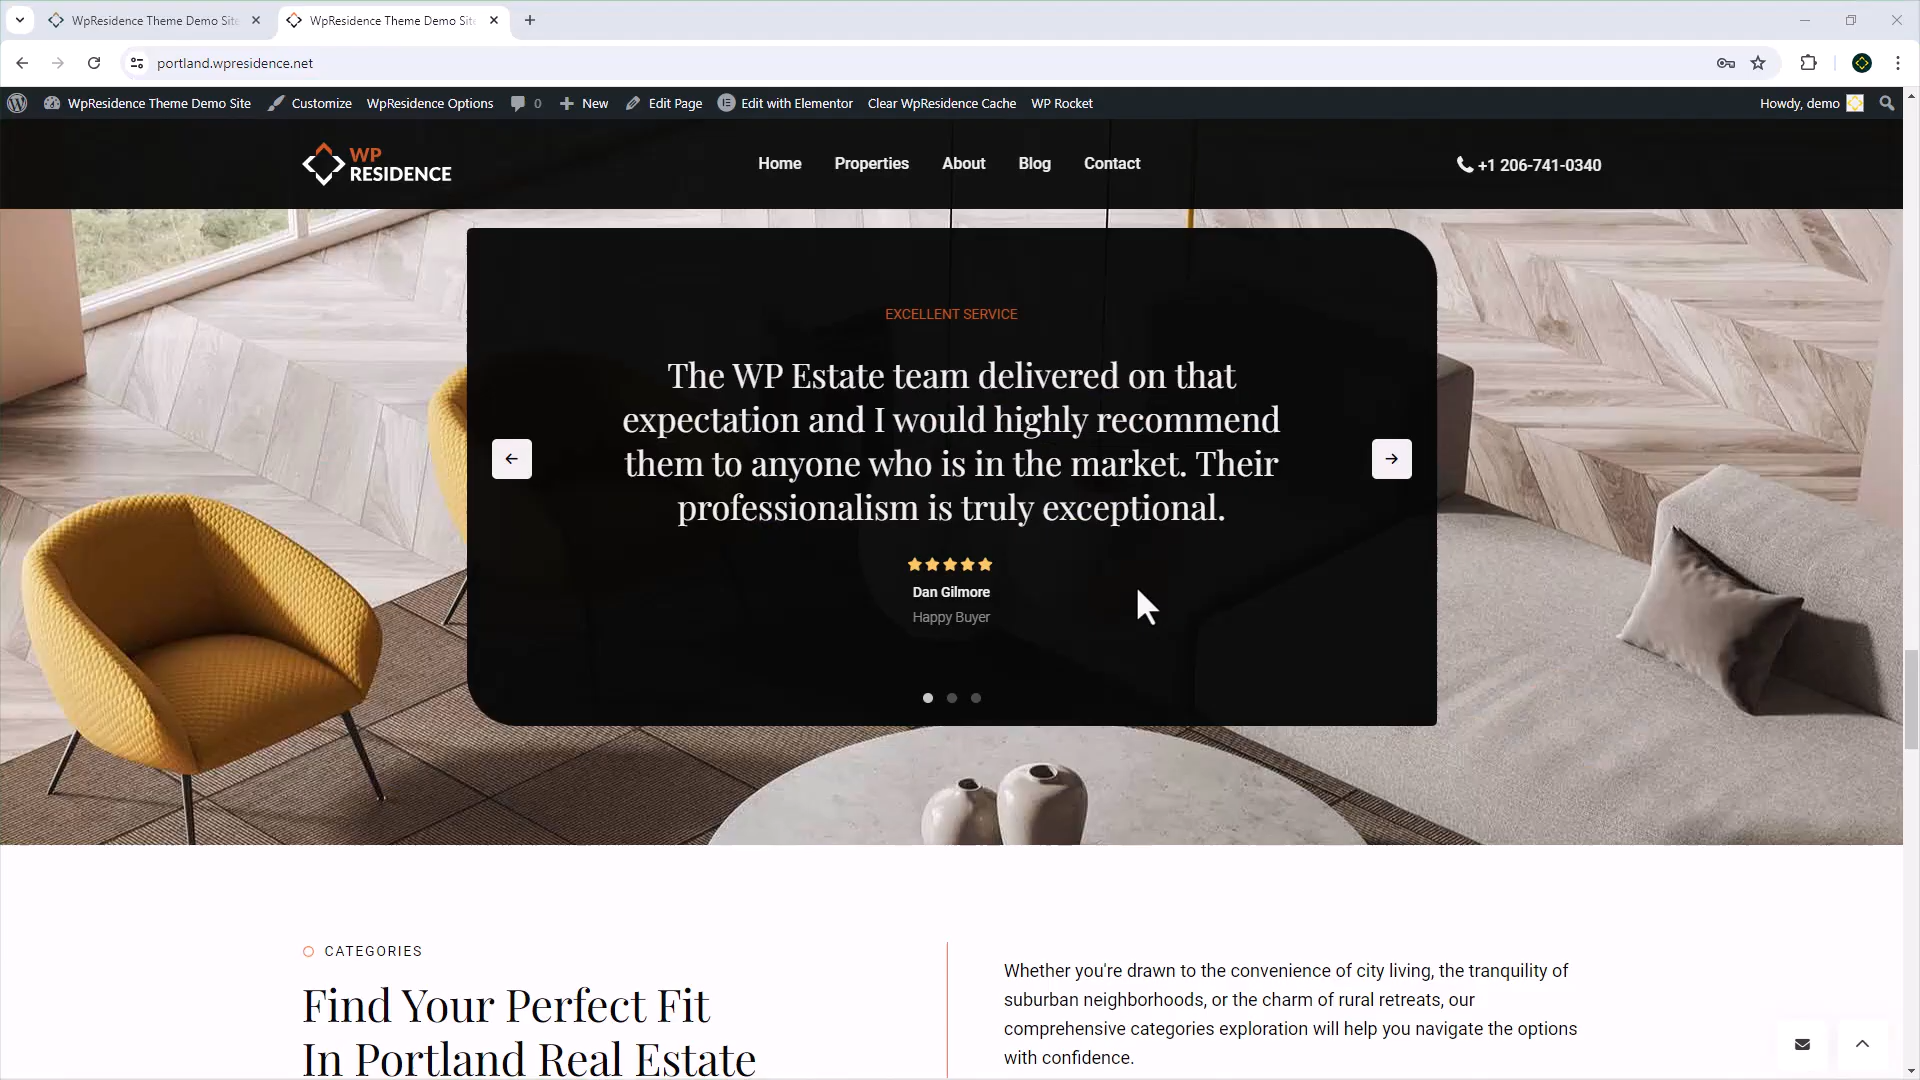 WpResidence Theme Demo Site
WpResidence Theme Demo Site
portland.wpresidence.net
WpResidence Theme Demo Site Customize WpResidence Options 0 New Edit Page Edit with Elementor Clear WpResidence Cache WP Rocket Howdy, demo
WP
RESIDENCE
Home Properties About Blog Contact
+1 206-741-0340
EXCELLENT SERVICE
The WP Estate team delivered on that
expectation and I would highly recommend
them to anyone who is in the market. Their
professionalism is truly exceptional.
Dan Gilmore
Happy Buyer
CATEGORIES
Find Your Perfect Fit
In Portland Real Estate
Whether you're drawn to the convenience of city living, the tranquility of
suburban neighborhoods, or the charm of rural retreats, our
comprehensive categories exploration will help you navigate the options
with confidence.